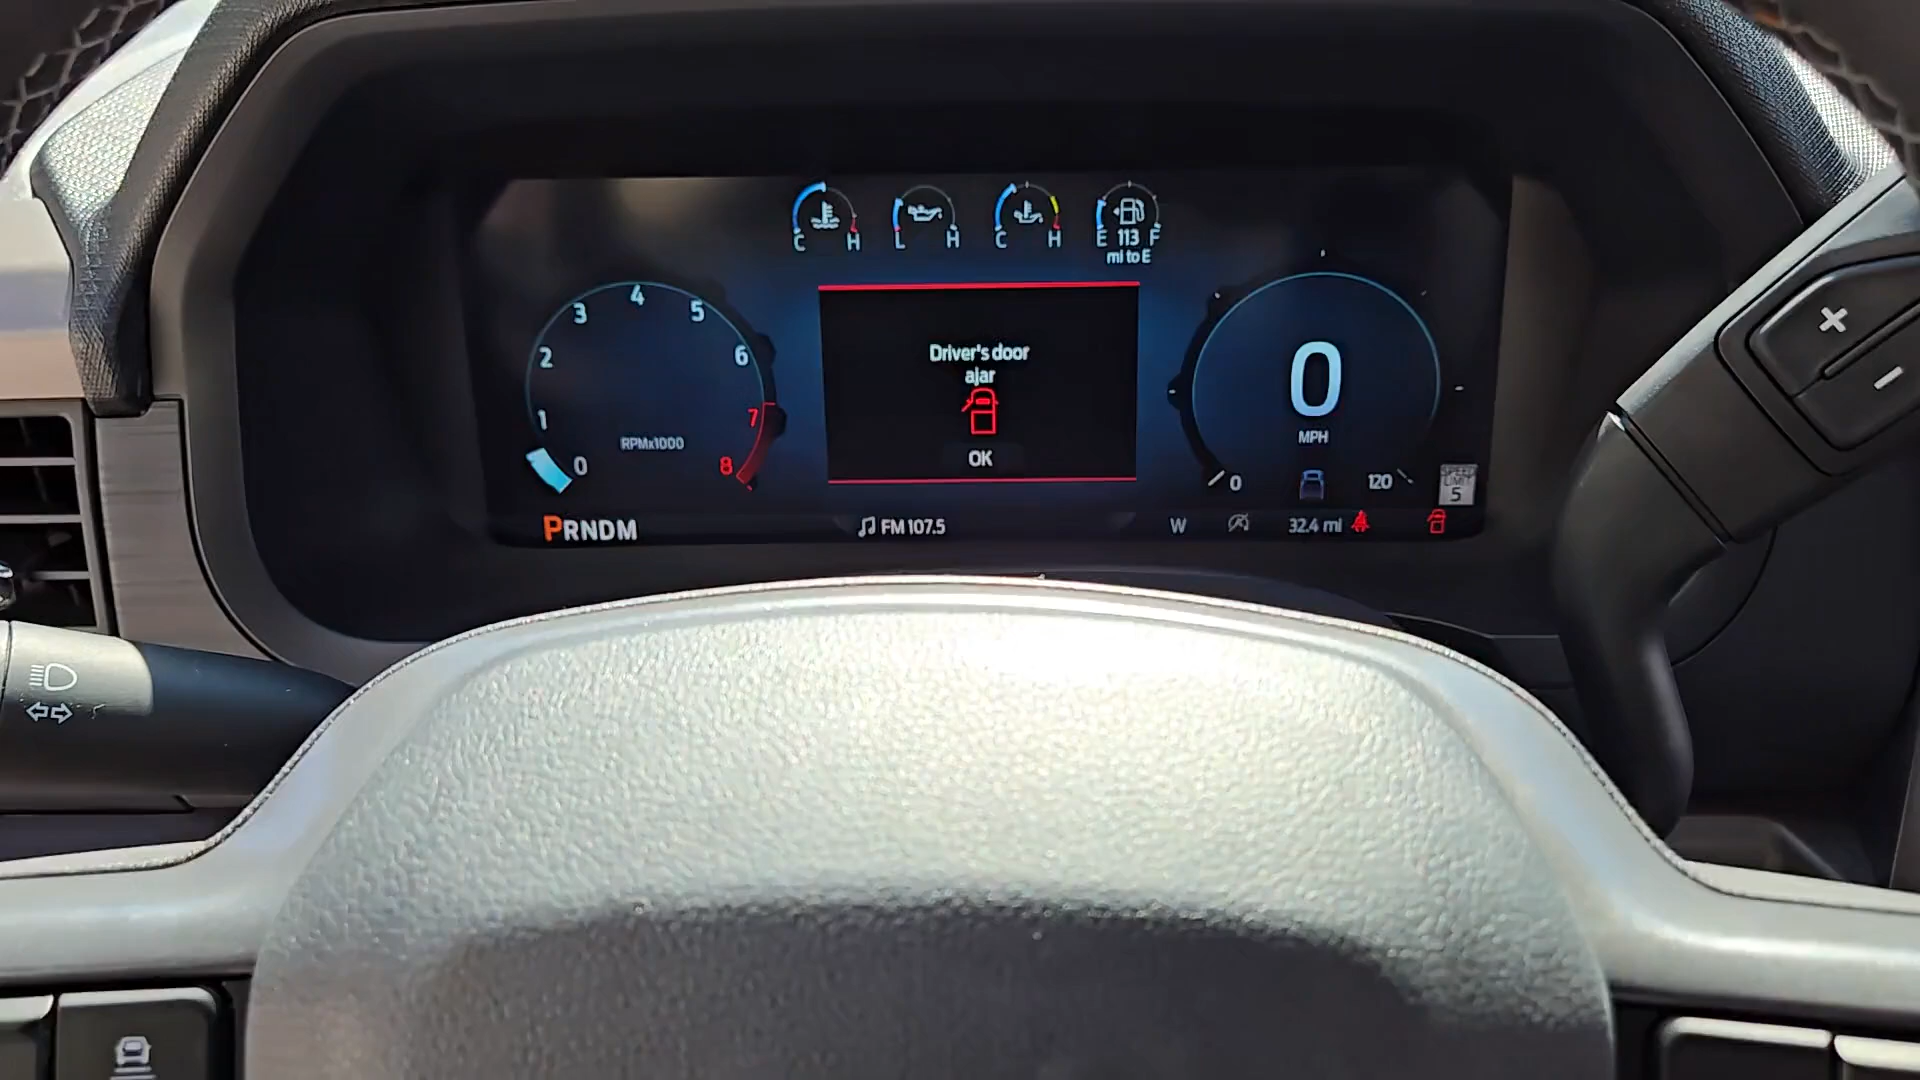 C H
L H
C H
E 113 F
mi to E
0 1 2 3 4 5 6 7 8
RPMx1000
Driver's door
ajar
OK
0
MPH
0 120
SPEED
LIMIT
5
PRNDM
FM 107.5
W
32.4 mi
+
-